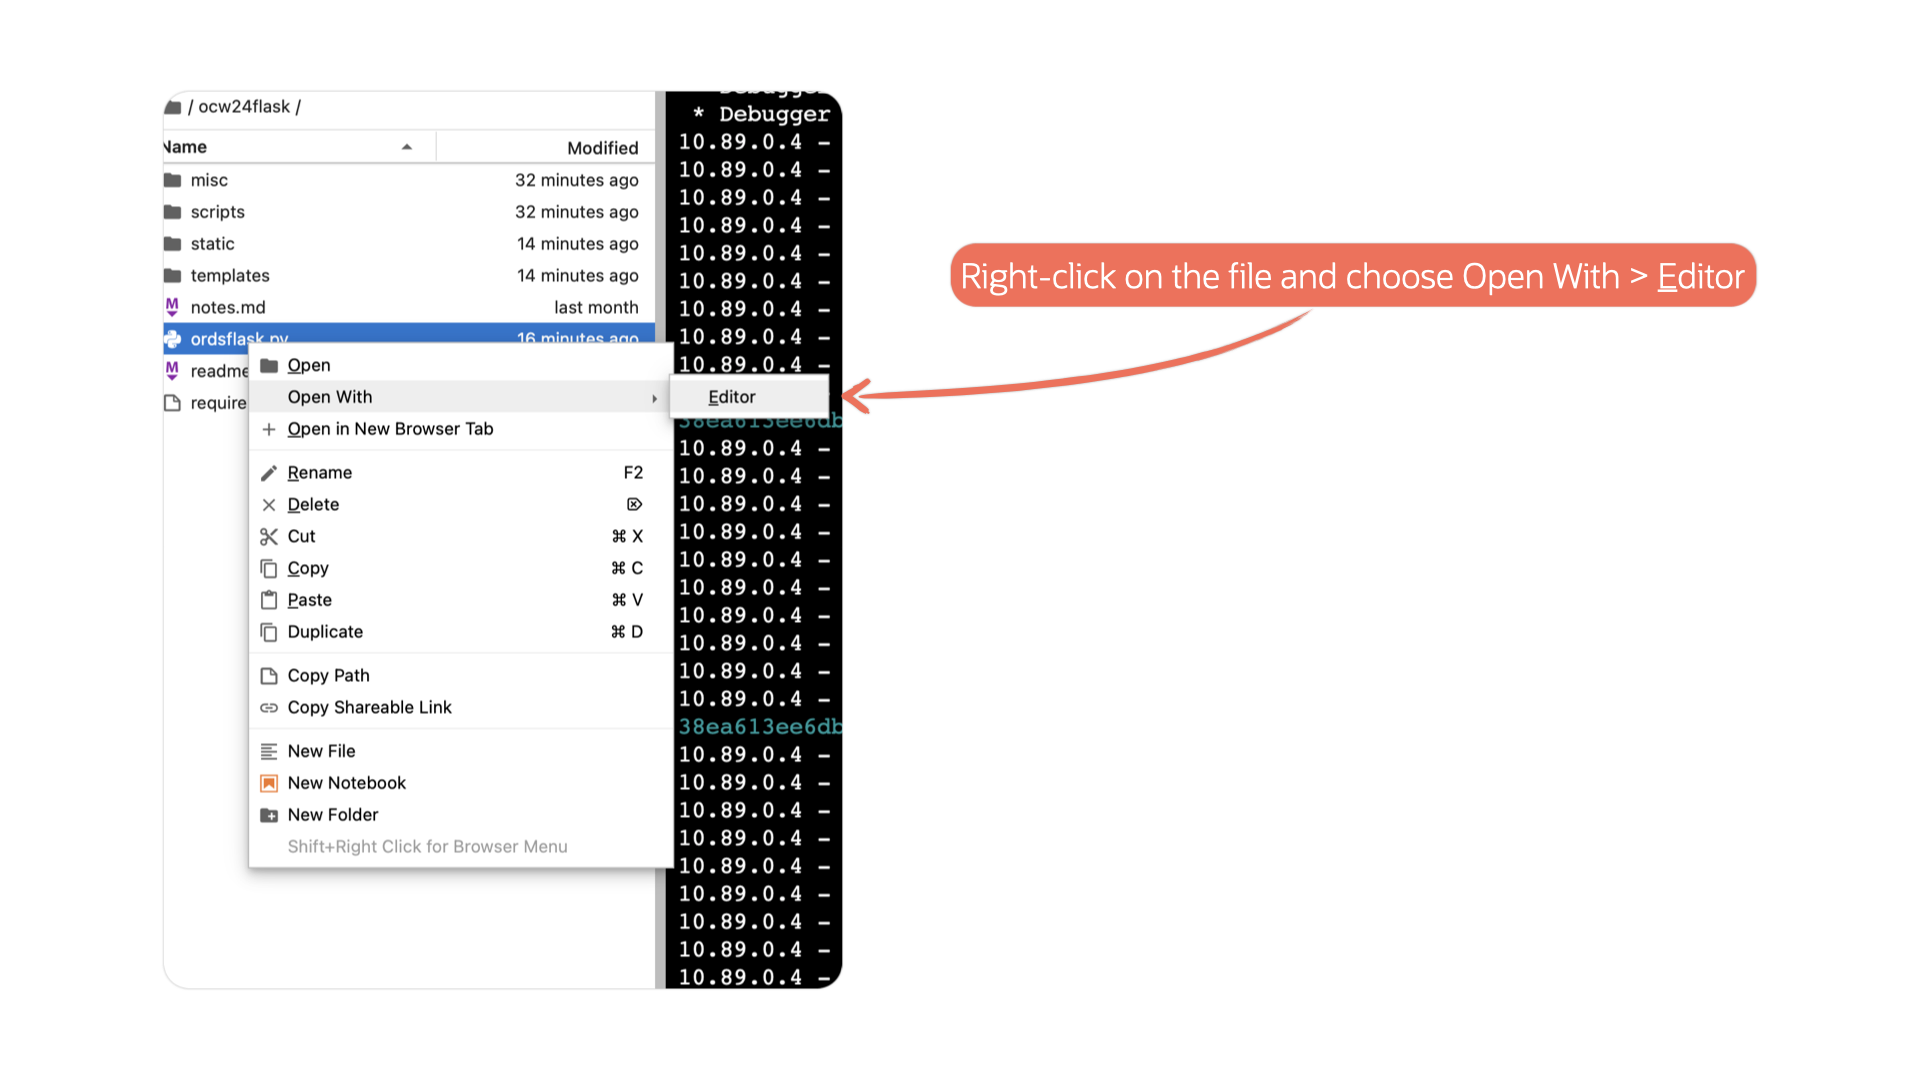 / ocw24flask /
Name Modified
misc 32 minutes ago
scripts 32 minutes ago
static 14 minutes ago
templates 14 minutes ago
notes.md last month
ordsflask.py 16 minutes ago
readme
require
Open
Open With
Editor
Open in New Browser Tab
Rename F2
Delete
Cut ⌘ X
Copy ⌘ C
Paste ⌘ V
Duplicate ⌘ D
Copy Path
Copy Shareable Link
New File
New Notebook
New Folder
Shift+Right Click for Browser Menu
Debugger
* Debugger
10.89.0.4 –
10.89.0.4 –
10.89.0.4 –
10.89.0.4 –
10.89.0.4 –
10.89.0.4 –
10.89.0.4 –
10.89.0.4 –
10.89.0.4 –
38ea613ee6db
10.89.0.4 –
10.89.0.4 –
10.89.0.4 –
10.89.0.4 –
10.89.0.4 –
10.89.0.4 –
10.89.0.4 –
10.89.0.4 –
10.89.0.4 –
10.89.0.4 –
38ea613ee6db
10.89.0.4 –
10.89.0.4 –
10.89.0.4 –
10.89.0.4 –
10.89.0.4 –
10.89.0.4 –
10.89.0.4 –
10.89.0.4 –
10.89.0.4 –
Right-click on the file and choose Open With > Editor